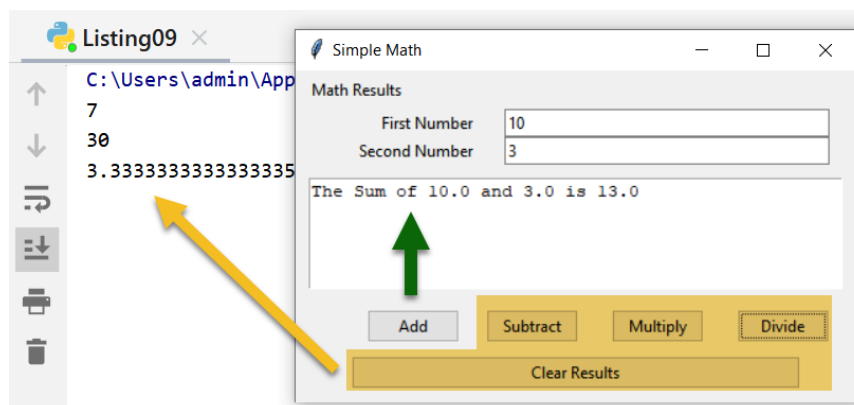 Listing09
C:\Users\admin\App
7
30
3.3333333333333335
Simple Math
Math Results
First Number 10
Second Number 3
The Sum of 10.0 and 3.0 is 13.0
Add Subtract Multiply Divide
Clear Results